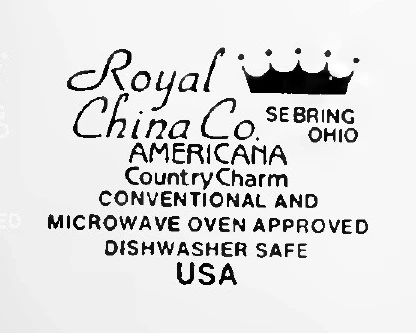 Royal
China Co. SEBRING
OHIO
AMERICANA
Country Charm
CONVENTIONAL AND
MICROWAVE OVEN APPROVED
DISHWASHER SAFE
USA